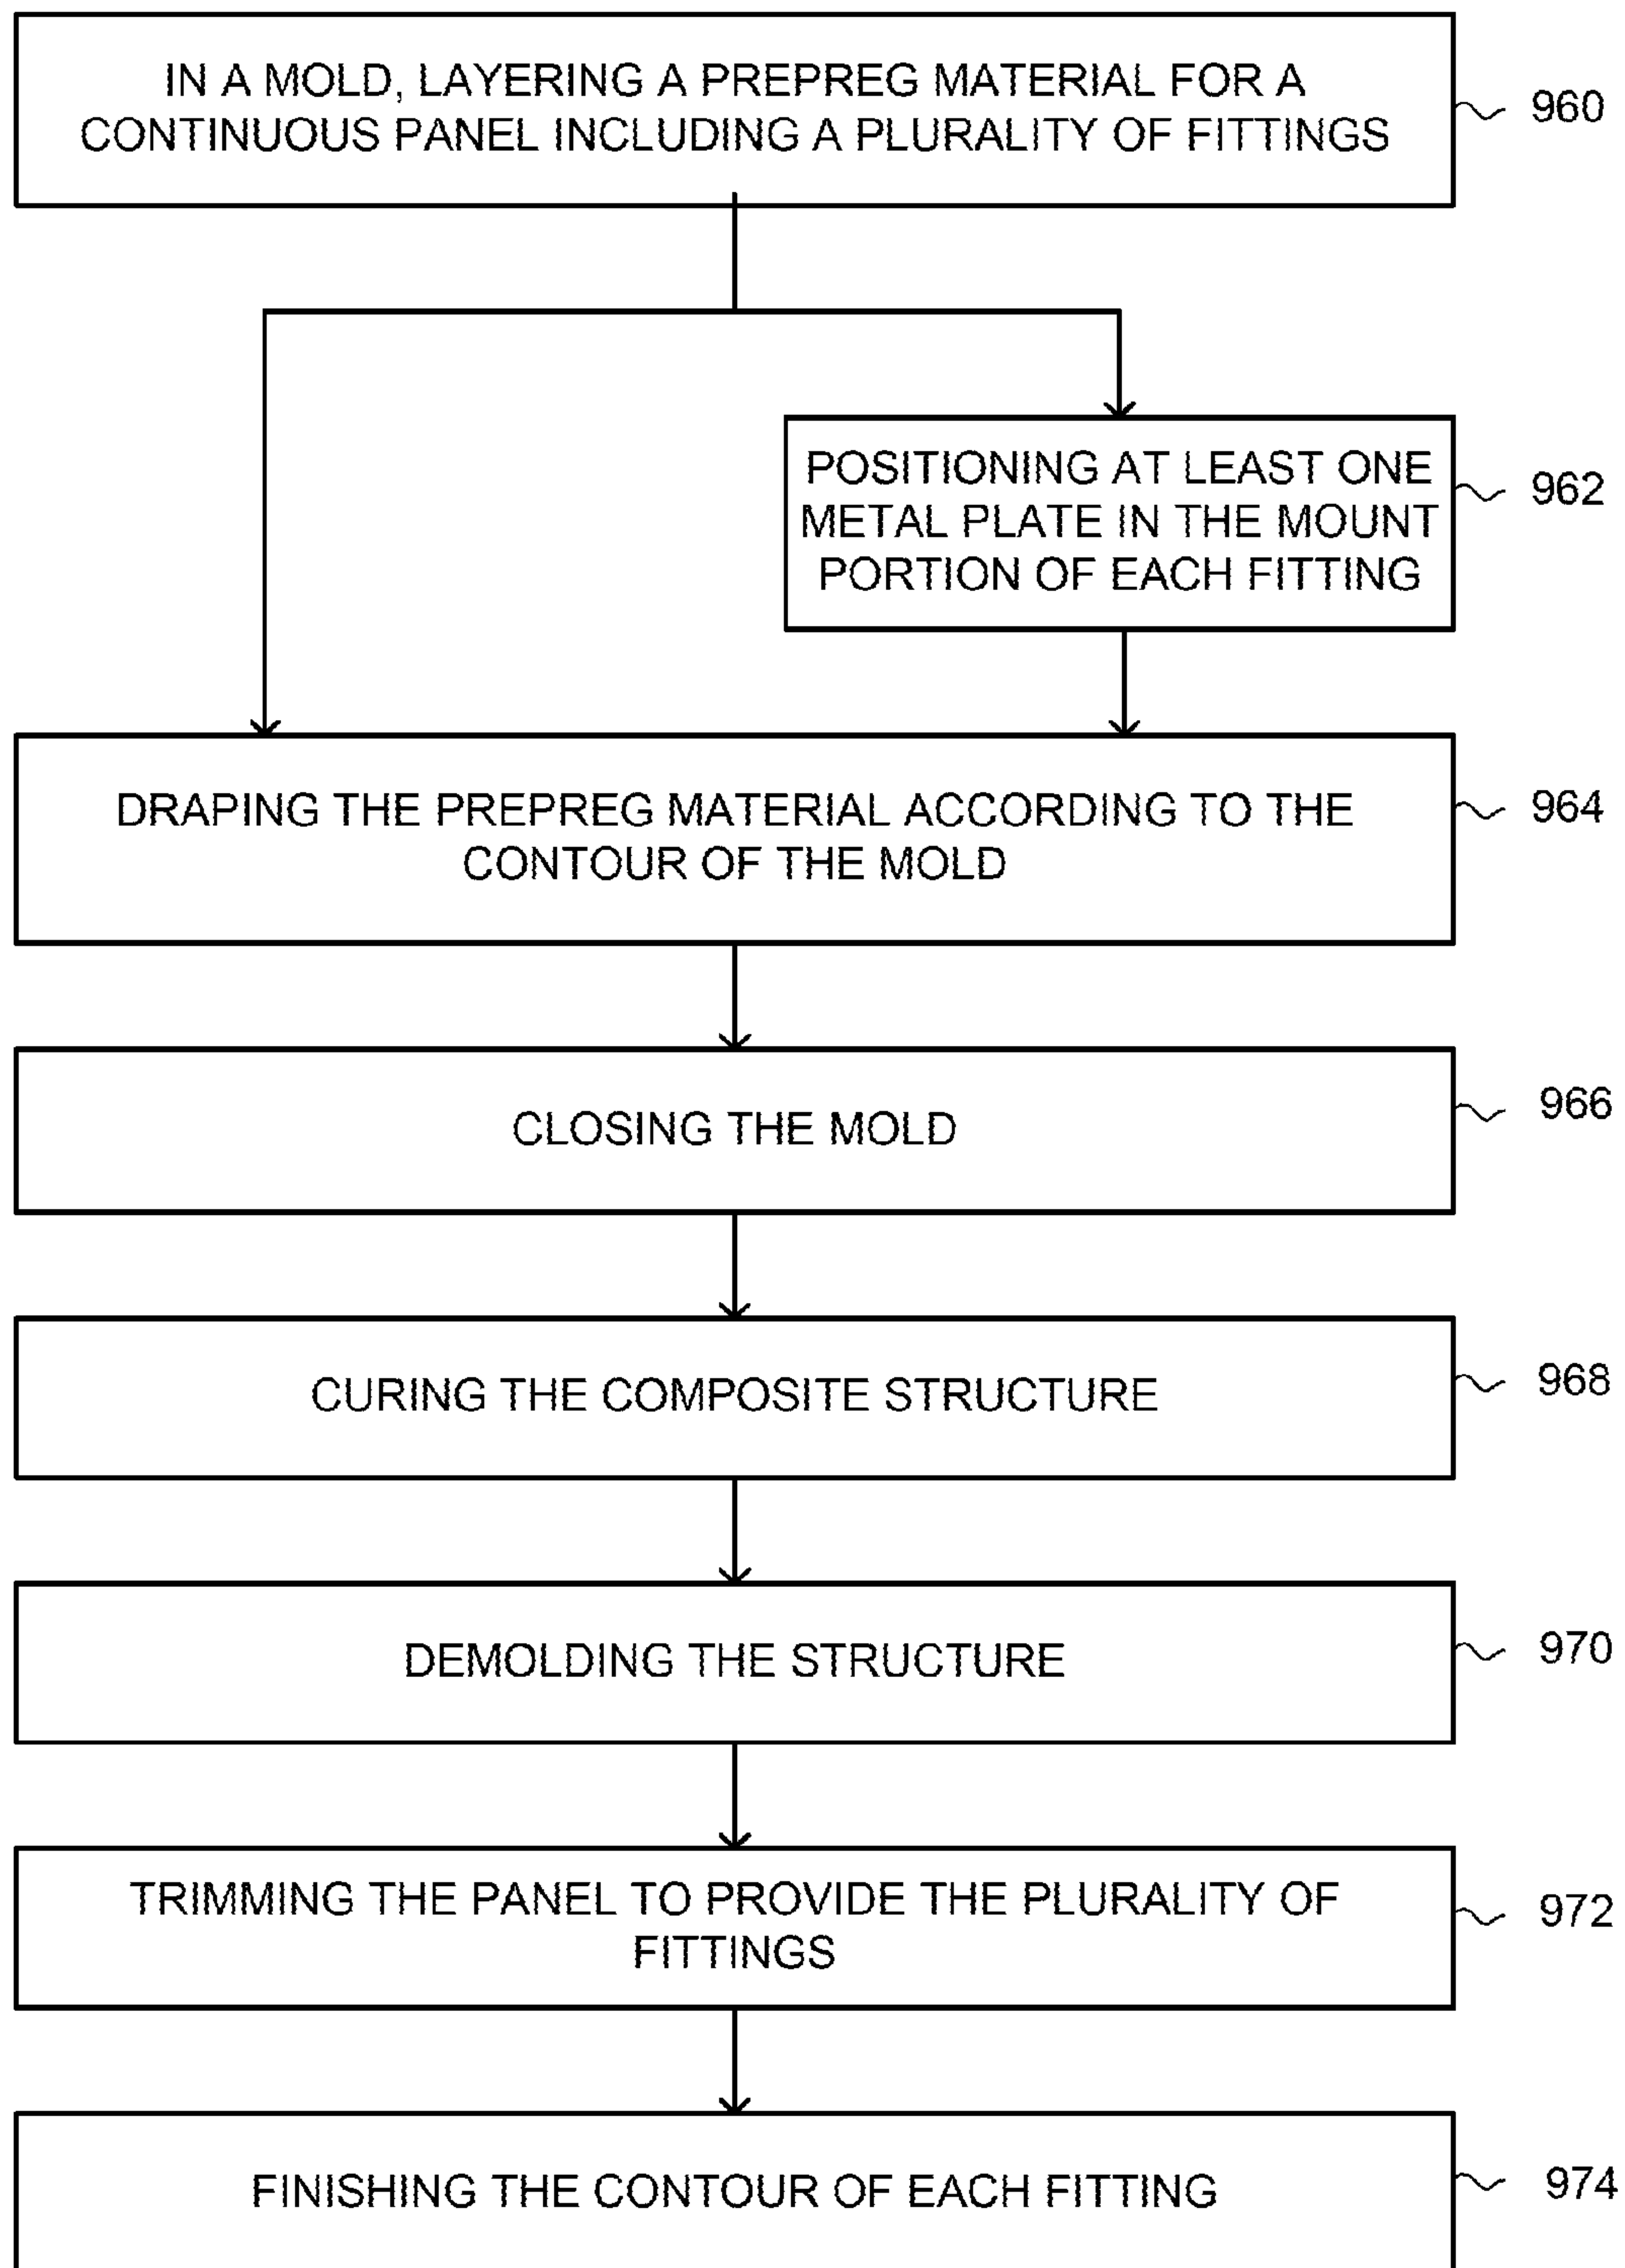 IN A MOLD, LAYERING A PREPREG MATERIAL FOR A
CONTINUOUS PANEL INCLUDING A PLURALITY OF FITTINGS
960
POSITIONING AT LEAST ONE
METAL PLATE IN THE MOUNT
PORTION OF EACH FITTING
962
DRAPING THE PREPREG MATERIAL ACCORDING TO THE
CONTOUR OF THE MOLD
964
CLOSING THE MOLD
966
CURING THE COMPOSITE STRUCTURE
968
DEMOLDING THE STRUCTURE
970
TRIMMING THE PANEL TO PROVIDE THE PLURALITY OF
FITTINGS
972
FINISHING THE CONTOUR OF EACH FITTING
974